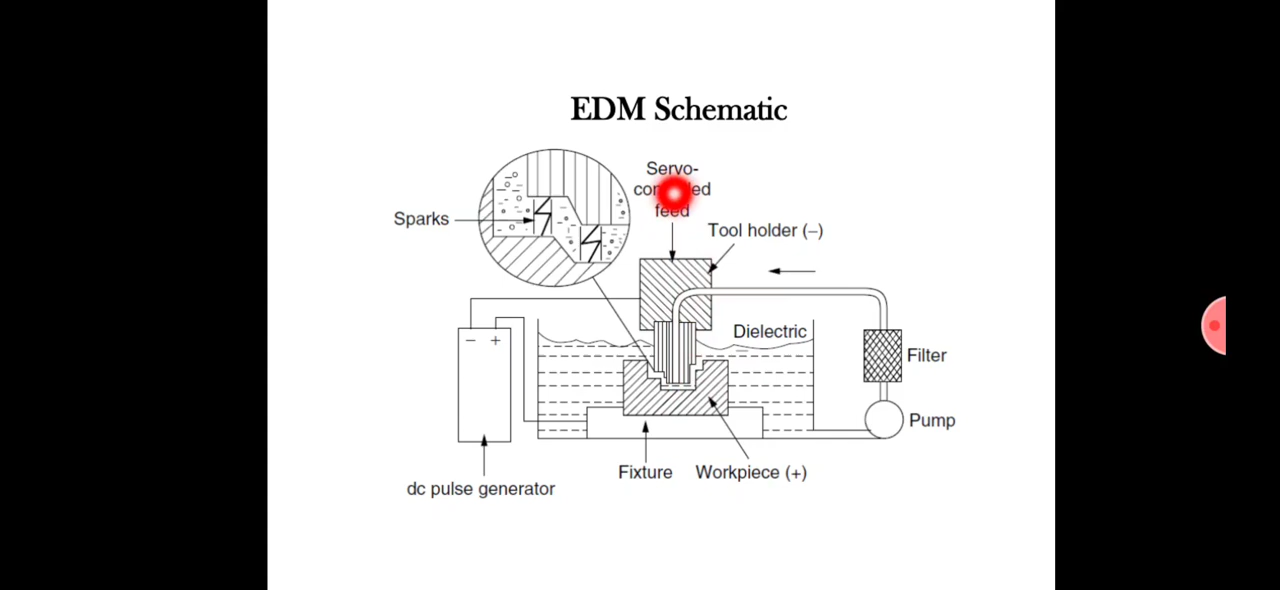 EDM Schematic
Servo-
feed
Sparks
Tool holder (–)
Dielectric
– +
Filter
Pump
Fixture
Workpiece (+)
dc pulse generator